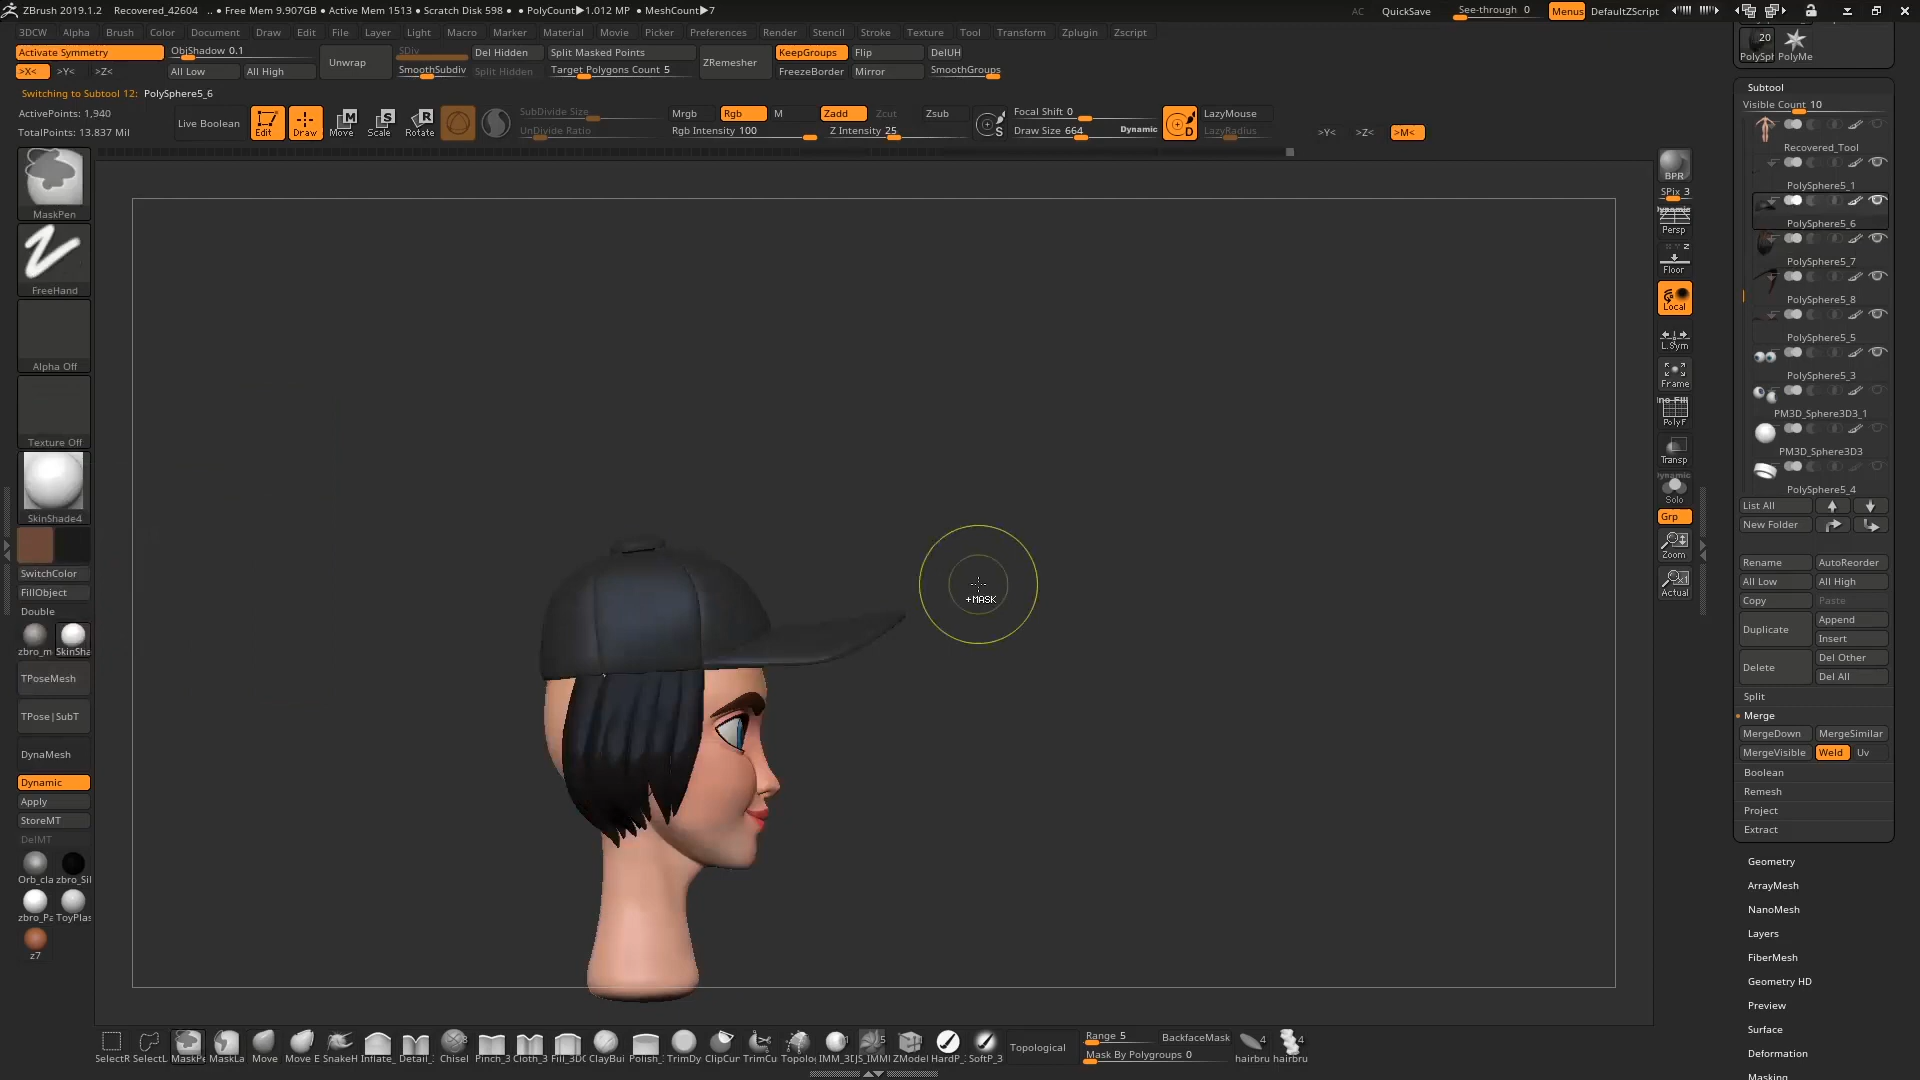 ZBrush 2019.1.2 Recovered_42604 .. • Free Mem 9.907GB • Active Mem 1513 • Scratch Disk 598 • • PolyCount▶1.012 MP • MeshCount▶7 AC QuickSave See-through 0 Menus DefaultZScript
3DCW Alpha Brush Color Document Draw Edit File Layer Light Macro Marker Material Movie Picker Preferences Render Stencil Stroke Texture Tool Transform Zplugin Zscript
Activate Symmetry ObjShadow 0.1 Unwrap SDiv Del Hidden Split Masked Points ZRemesher KeepGroups Flip DelUH
>X< >Y< >Z< All Low All High SmoothSubdiv Split Hidden Target Polygons Count 5 FreezeBorder Mirror SmoothGroups
Switching to Subtool 12: PolySphere5_6
ActivePoints: 1,940
TotalPoints: 13.837 Mil
Live Boolean Edit Draw Move Scale Rotate
SubDivide Size
UnDivide Ratio
Mrgb Rgb M Zadd Zcut Zsub
Rgb Intensity 100 Z Intensity 25
S Focal Shift 0
Draw Size 664 Dynamic
D LazyMouse
LazyRadius
>Y< >Z< >M<
MaskPen
FreeHand
Alpha Off
Texture Off
SkinShade4
SwitchColor
FillObject
Double
zbro_m SkinSha
TPoseMesh
TPose|SubT
DynaMesh
Dynamic
Apply
StoreMT
DelMT
Orb_cla zbro_Sil
zbro_Pa ToyPlas
z7
+MASK
BPR
SPix 3
Dynamic
Persp
Floor
Local
L.Sym
Frame
PolyF
Transp
Dynamic
Solo
Grp
Zoom
Actual
20
PolySpl PolyMe
Subtool
Visible Count 10
Recovered_Tool
PolySphere5_1
PolySphere5_6
PolySphere5_7
PolySphere5_8
PolySphere5_5
PolySphere5_3
PM3D_Sphere3D3_1
PM3D_Sphere3D3
PolySphere5_4
List All
New Folder
Rename AutoReorder
All Low All High
Copy Paste
Duplicate Append
Insert
Delete Del Other
Del All
Split
Merge
MergeDown MergeSimilar
MergeVisible Weld Uv
Boolean
Remesh
Project
Extract
Geometry
ArrayMesh
NanoMesh
Layers
FiberMesh
Geometry HD
Preview
Surface
Deformation
Masking
SelectR SelectL MaskPe MaskLa Move Move E SnakeH Inflate_ Detail_ Chisel Pinch_3 Cloth_3 Fill_3DC ClayBui Polish_ TrimDy ClipCur TrimCu Topolo IMM_3D JS_IMM ZModel HardP_ SoftP_3 Topological
Range 5 BackfaceMask
Mask By Polygroups 0
hairbru hairbru